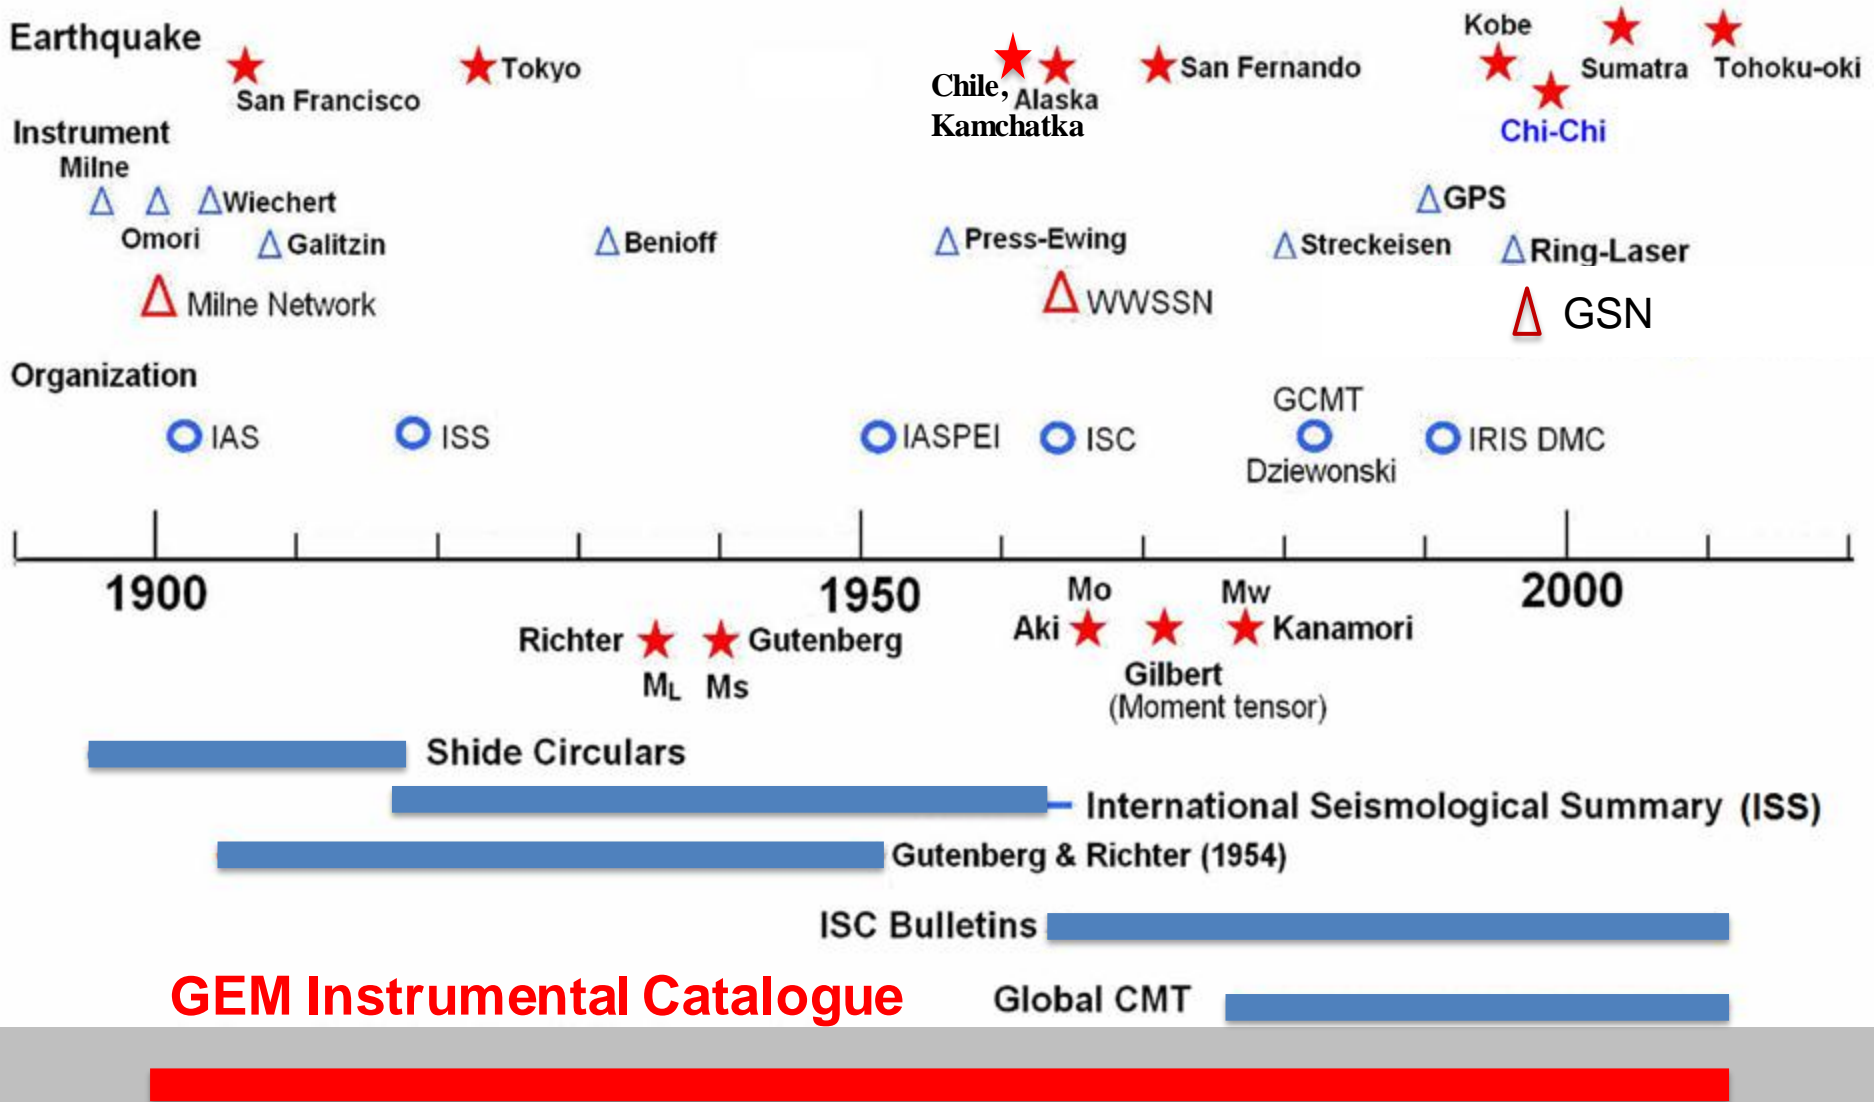 Earthquake
San Francisco
Tokyo
Chile,
Kamchatka
Alaska
San Fernando
Kobe
Chi-Chi
Sumatra
Tohoku-oki
Instrument
Milne
Omori
Wiechert
Galitzin
Benioff
Press-Ewing
Streckeisen
GPS
Ring-Laser
Milne Network
WWSSN
GSN
Organization
IAS
ISS
IASPEI
ISC
GCMT
Dziewonski
IRIS DMC
1900
1950
2000
Richter
ML
Gutenberg
Ms
Mo
Aki
Gilbert
(Moment tensor)
Mw
Kanamori
Shide Circulars
International Seismological Summary (ISS)
Gutenberg & Richter (1954)
ISC Bulletins
GEM Instrumental Catalogue
Global CMT